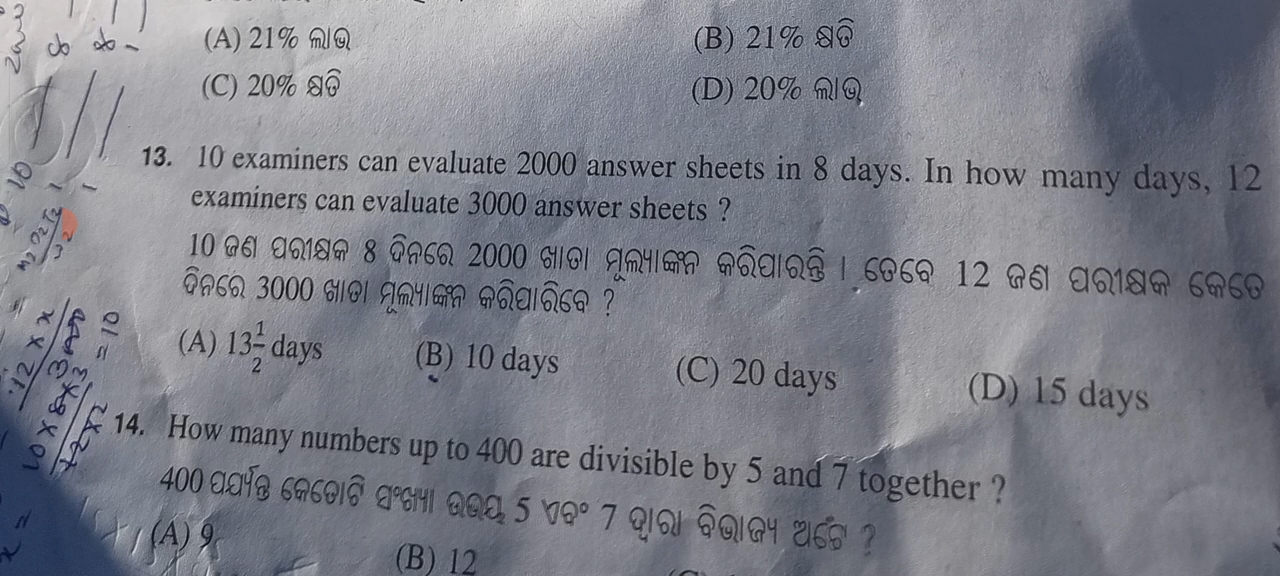 (A) 21% ଲାଭ (B) 21% କ୍ଷତି
(C) 20% କ୍ଷତି (D) 20% ଲାଭ
13. 10 examiners can evaluate 2000 answer sheets in 8 days. In how many days, 12
examiners can evaluate 3000 answer sheets ?
10 ଜଣ ପରୀକ୍ଷକ 8 ଦିନରେ 2000 ଖାତା ମୂଲ୍ୟାଙ୍କନ କରିପାରନ୍ତି । ତେବେ 12 ଜଣ ପରୀକ୍ଷକ କେତେ
ଦିନରେ 3000 ଖାତା ମୂଲ୍ୟାଙ୍କନ କରିପାରିବେ ?
(A) 13 1/2 days (B) 10 days (C) 20 days (D) 15 days
14. How many numbers up to 400 are divisible by 5 and 7 together ?
400 ପର୍ଯ୍ୟନ୍ତ କେତୋଟି ସଂଖ୍ୟା ଉଭୟ 5 ଏବଂ 7 ଦ୍ୱାରା ବିଭାଜ୍ୟ ଅଟେ ?
(A) 9 (B) 12